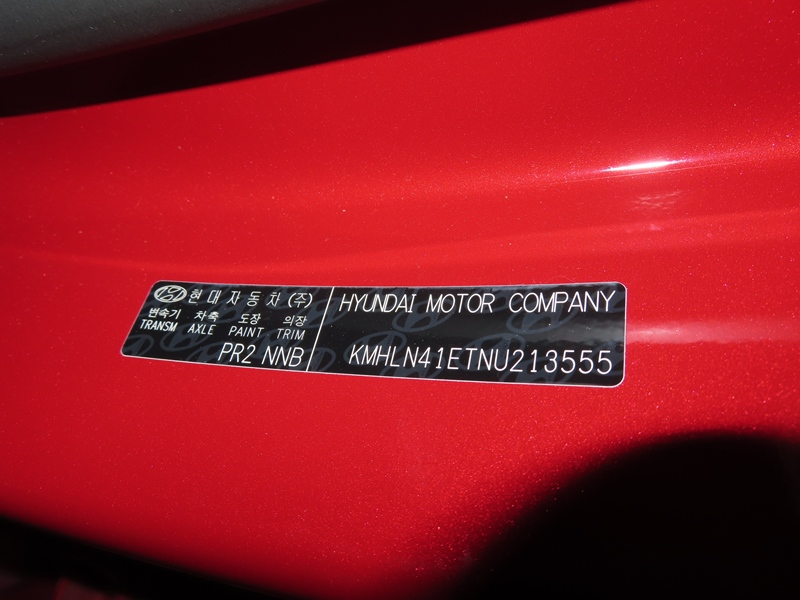 현대자동차(주)
변속기 차축 도장 의장
TRANSM AXLE PAINT TRIM
PR2 NNB
HYUNDAI MOTOR COMPANY
KMHLN41ETNU213555